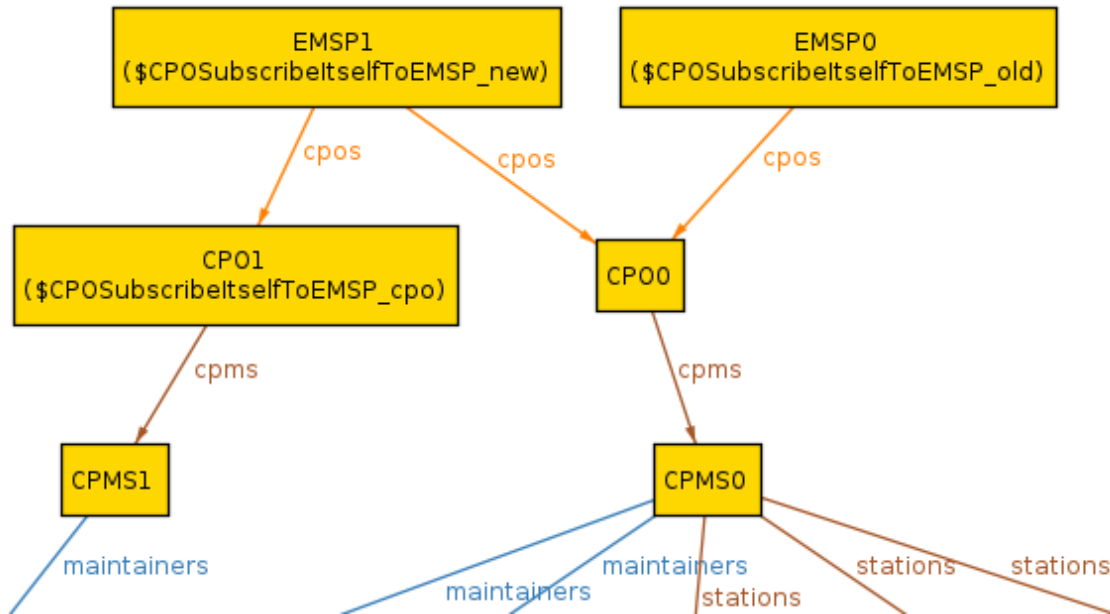 EMSP1
($CPOSubscribeItselfToEMSP_new)
EMSP0
($CPOSubscribeItselfToEMSP_old)
cpos
cpos
cpos
CPO1
($CPOSubscribeItselfToEMSP_cpo)
CPO0
cpms
cpms
CPMS1
CPMS0
maintainers
maintainers
maintainers
stations
stations
stations